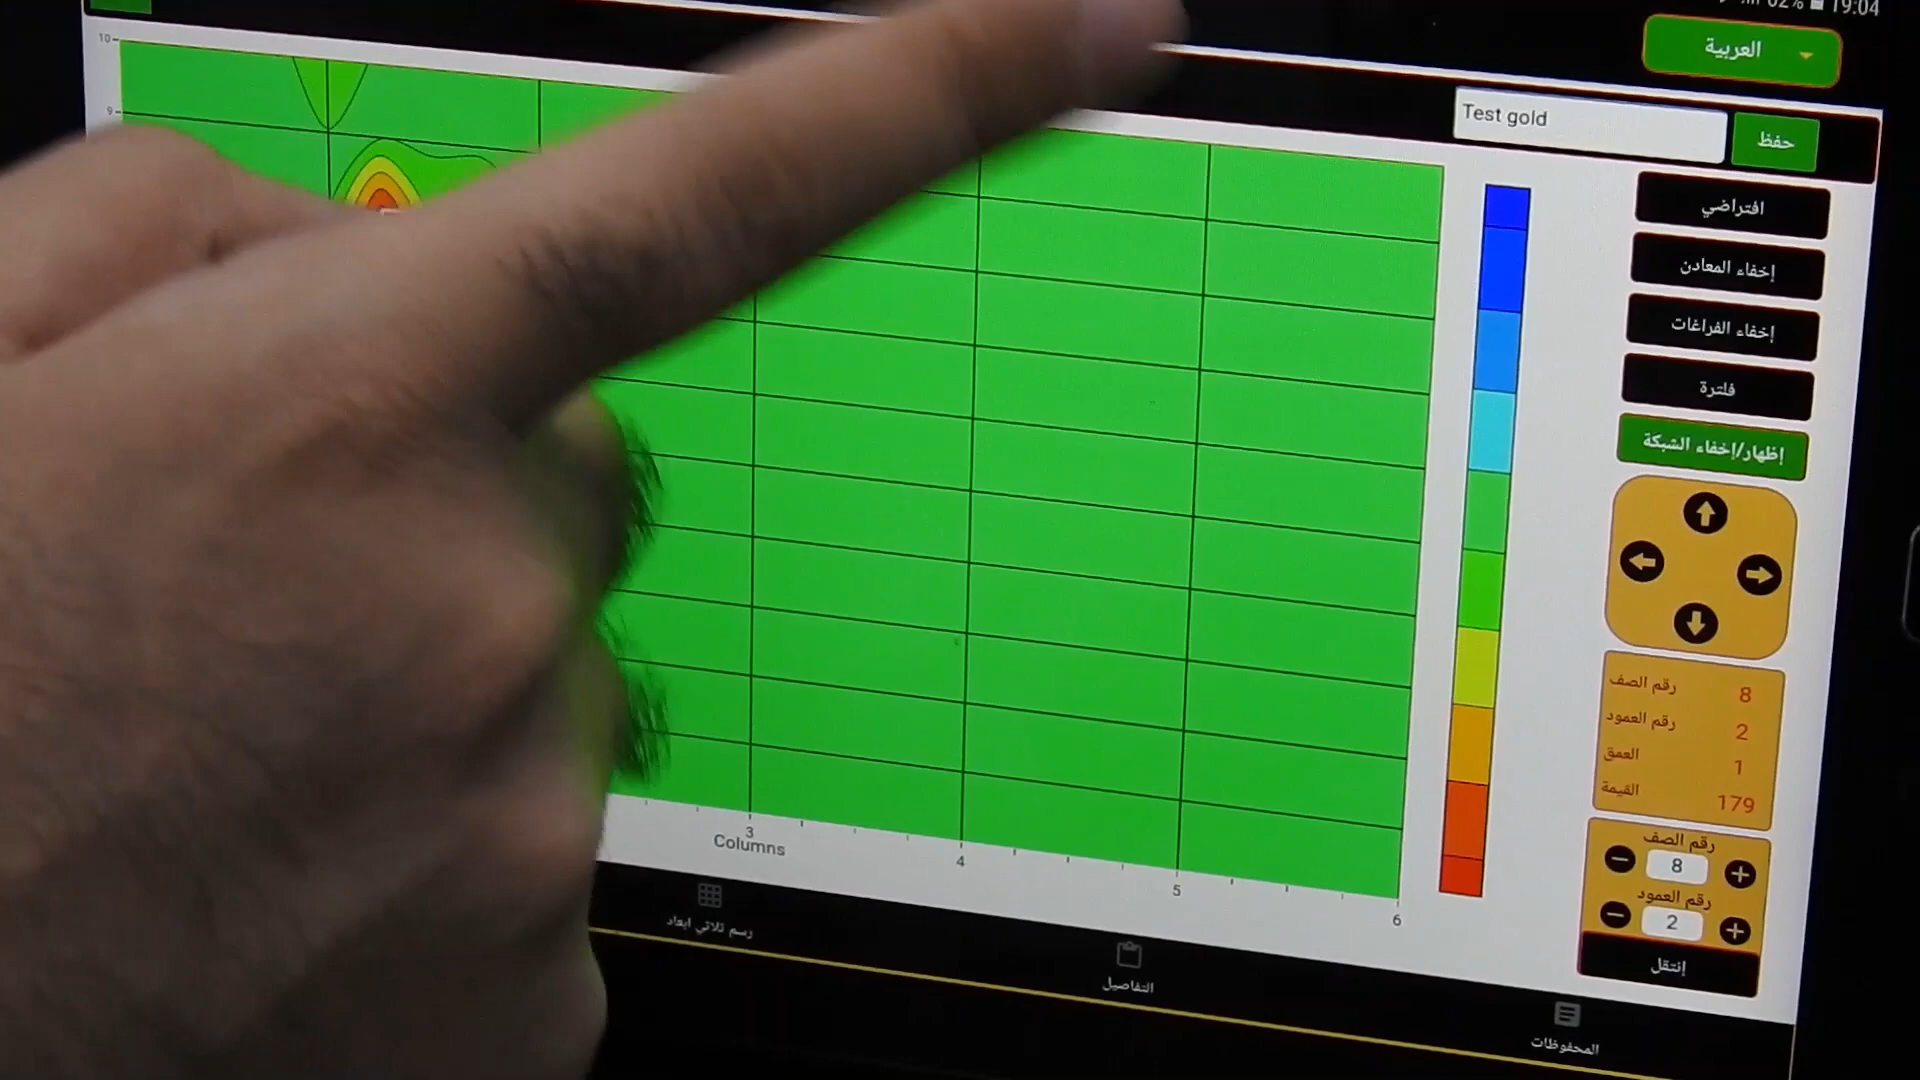 62% 19:04
العربية
Test gold
حفظ
افتراضي
إخفاء المعادن
إخفاء الفراغات
فلترة
إظهار/إخفاء الشبكة
رقم الصف 8
رقم العمود 2
العمق 1
القيمة 179
رقم الصف
8
رقم العمود
2
إنتقل
10
9
3
4
5
6
Columns
رسم ثلاثي ابعاد
التفاصيل
المحفوظات